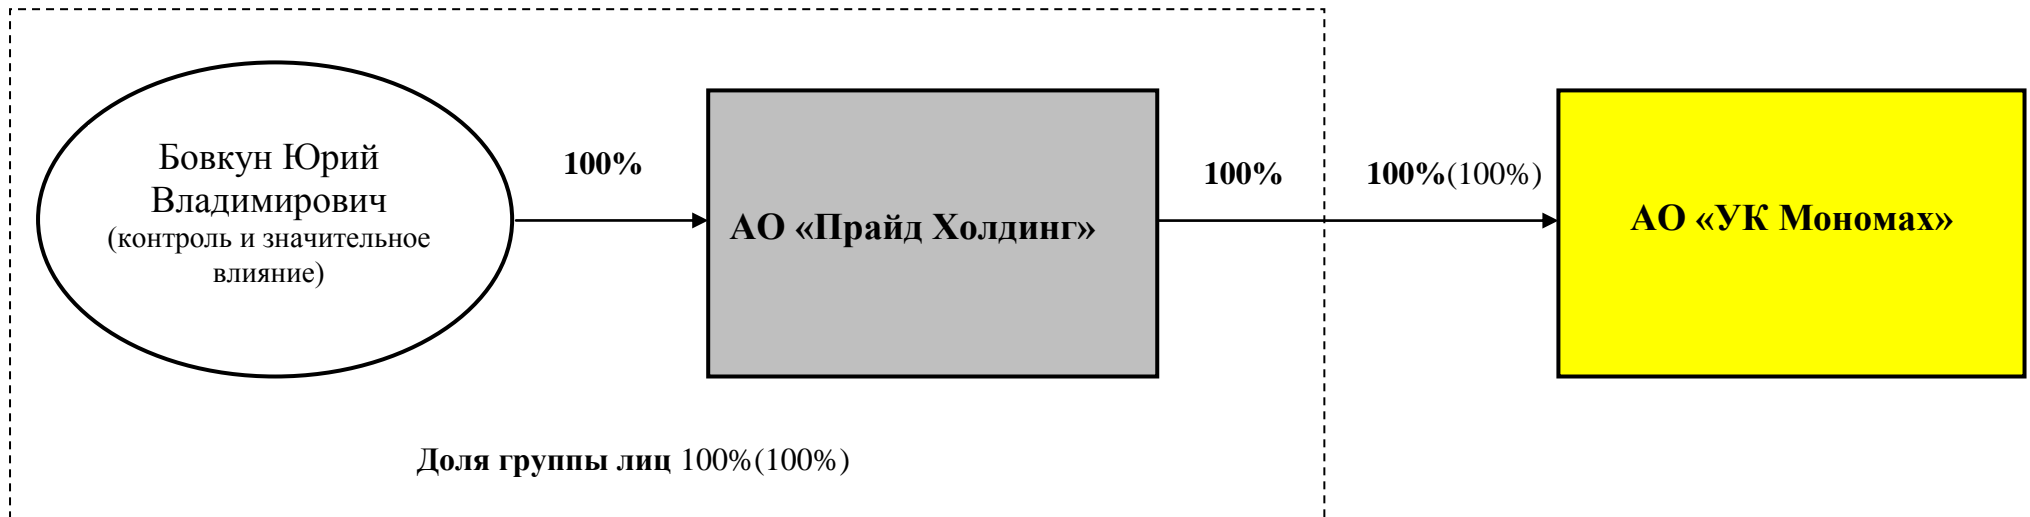 Бовкун Юрий
Владимирович
(контроль и значительное
влияние)
100%
АО «Прайд Холдинг»
100%
100%(100%)
АО «УК Мономах»
Доля группы лиц 100%(100%)